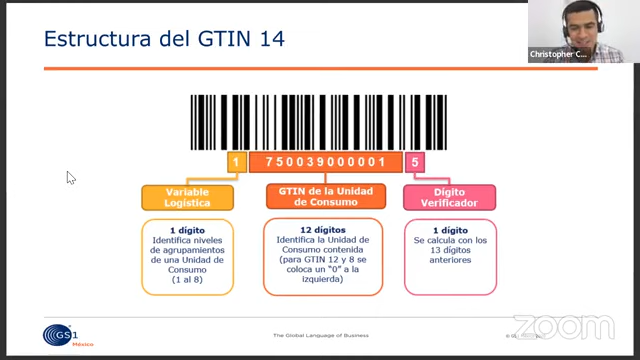 Estructura del GTIN 14
Christopher C...
1 750039000001 5
Variable
Logística
GTIN de la Unidad
de Consumo
Dígito
Verificador
1 dígito
Identifica niveles
de agrupamientos
de una Unidad de
Consumo
(1 al 8)
12 dígitos
Identifica la Unidad de
Consumo contenida
(para GTIN 12 y 8 se
coloca un "0" a la
izquierda)
1 dígito
Se calcula con los
13 dígitos
anteriores
GS1
México
The Global Language of Business
zoom